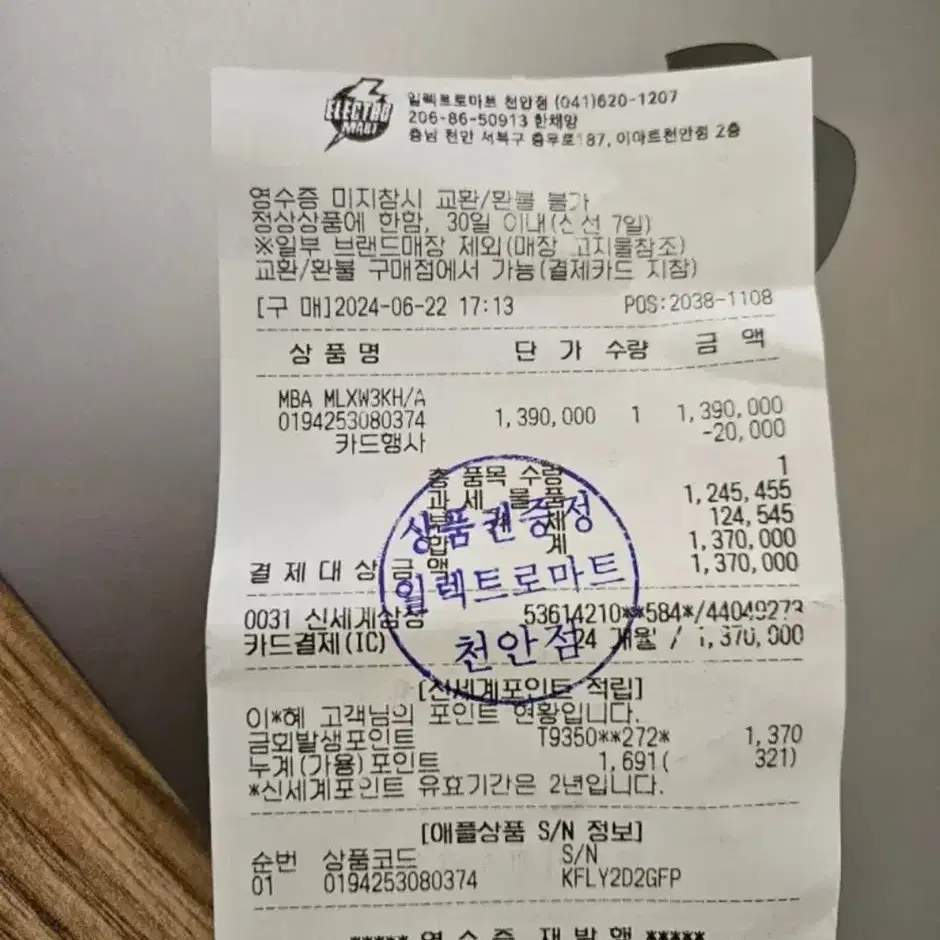 ELECTRO
MART
일렉트로마트 천안점 (041)620-1207
206-86-50913 한채양
충남 천안 서북구 충무로187, 이마트천안점 2층
영수증 미지참시 교환/환불 불가
정상상품에 한함, 30일 이내(신선 7일)
※일부 브랜드매장 제외(매장 고지물참조)
교환/환불 구매점에서 가능(결제카드 지참)
[구 매]2024-06-22 17:13 POS:2038-1108
상 품 명 단 가 수량 금 액
MBA MLXW3KH/A
0194253080374 1,390,000 1 1,390,000
카드행사 -20,000
총 품목 수량 1
과 세 물 품 1,245,455
부 가 세 124,545
합 계 1,370,000
결 제 대 상 금 액 1,370,000
상품권증정
일렉트로마트
천안점
0031 신세계삼성 53614210**584*/44049273
카드결제(IC) 24 개월 / 1,370,000
[신세계포인트 적립]
이*혜 고객님의 포인트 현황입니다.
금회발생포인트 T9350**272* 1,370
누계(가용)포인트 1,691( 321)
*신세계포인트 유효기간은 2년입니다.
[애플상품 S/N 정보]
순번 상품코드 S/N
01 0194253080374 KFLY2D2GFP
***** 영 수 증 재 발 행 *****